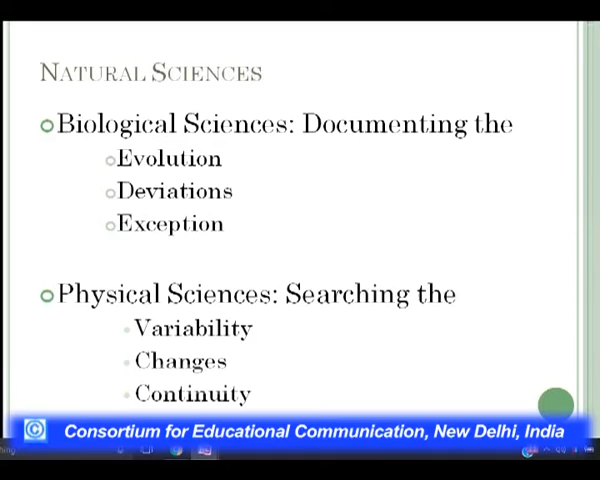 NATURAL SCIENCES
Biological Sciences: Documenting the
Evolution
Deviations
Exception
Physical Sciences: Searching the
Variability
Changes
Continuity
© Consortium for Educational Communication, New Delhi, India